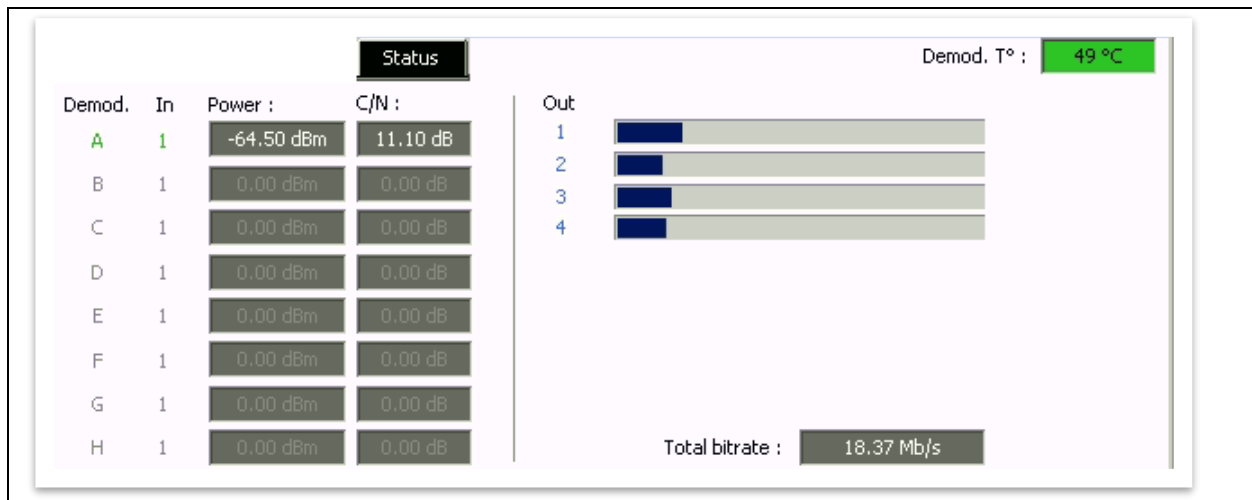 Status Demod. T° : 49 °C
Demod. In Power : C/N : Out
A 1 -64.50 dBm 11.10 dB 1
B 1 0.00 dBm 0.00 dB 2
3
C 1 0.00 dBm 0.00 dB 4
D 1 0.00 dBm 0.00 dB
E 1 0.00 dBm 0.00 dB
F 1 0.00 dBm 0.00 dB
G 1 0.00 dBm 0.00 dB
H 1 0.00 dBm 0.00 dB Total bitrate : 18.37 Mb/s